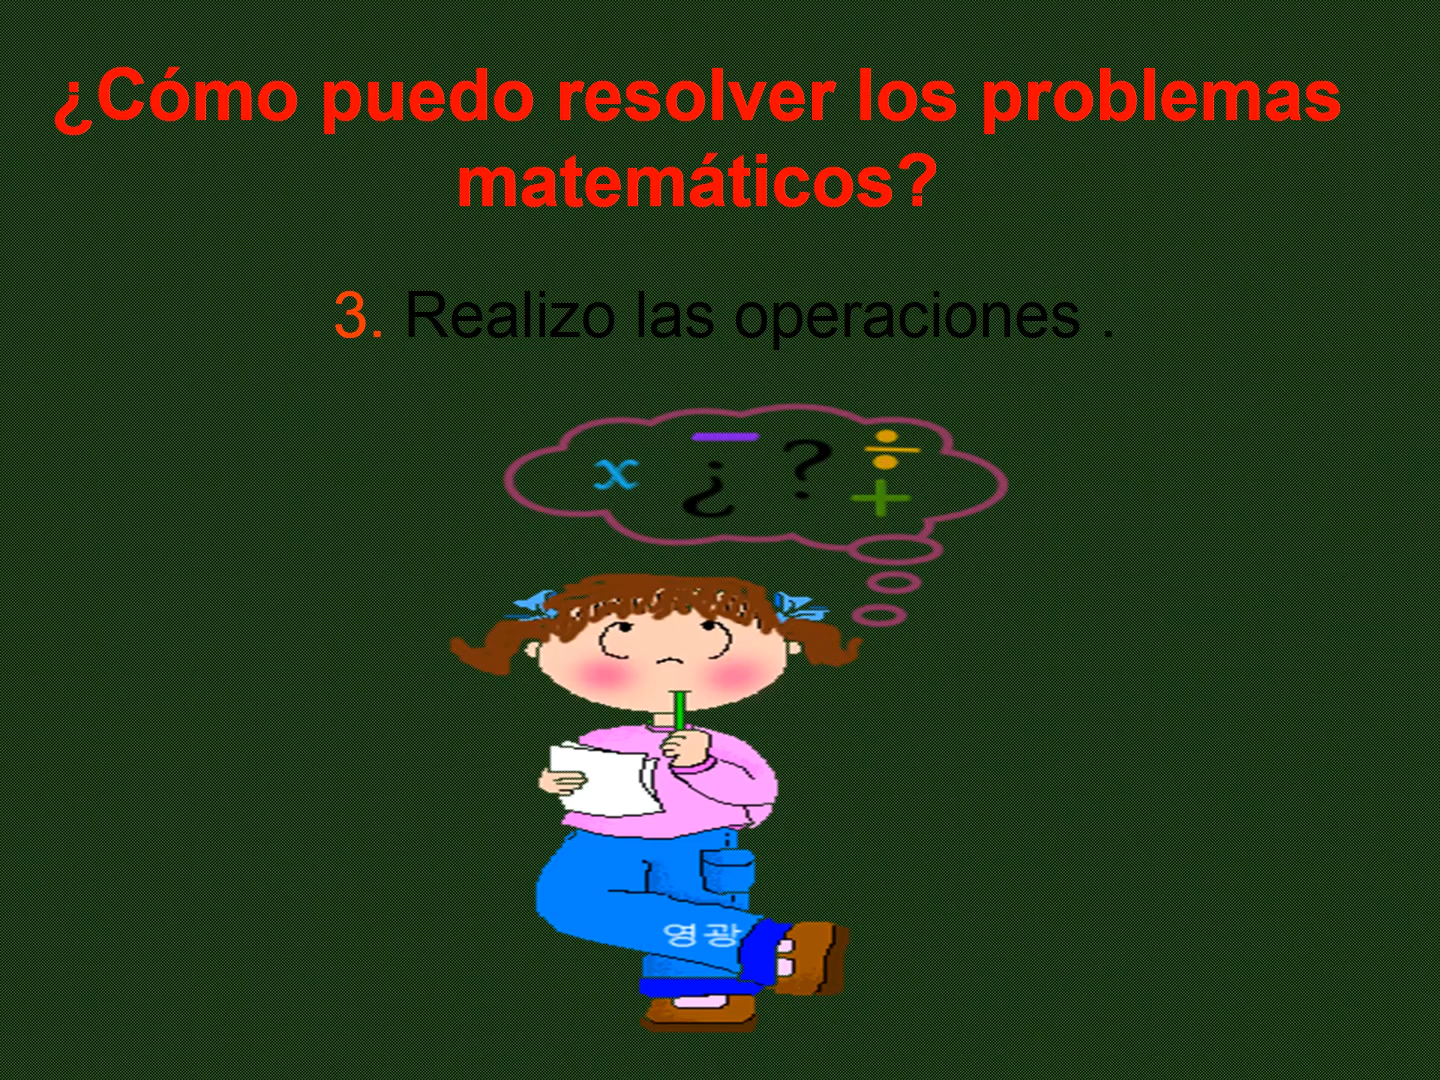 ¿Cómo puedo resolver los problemas
matemáticos?
3. Realizo las operaciones .
x − ¿ ? ÷ +
영광